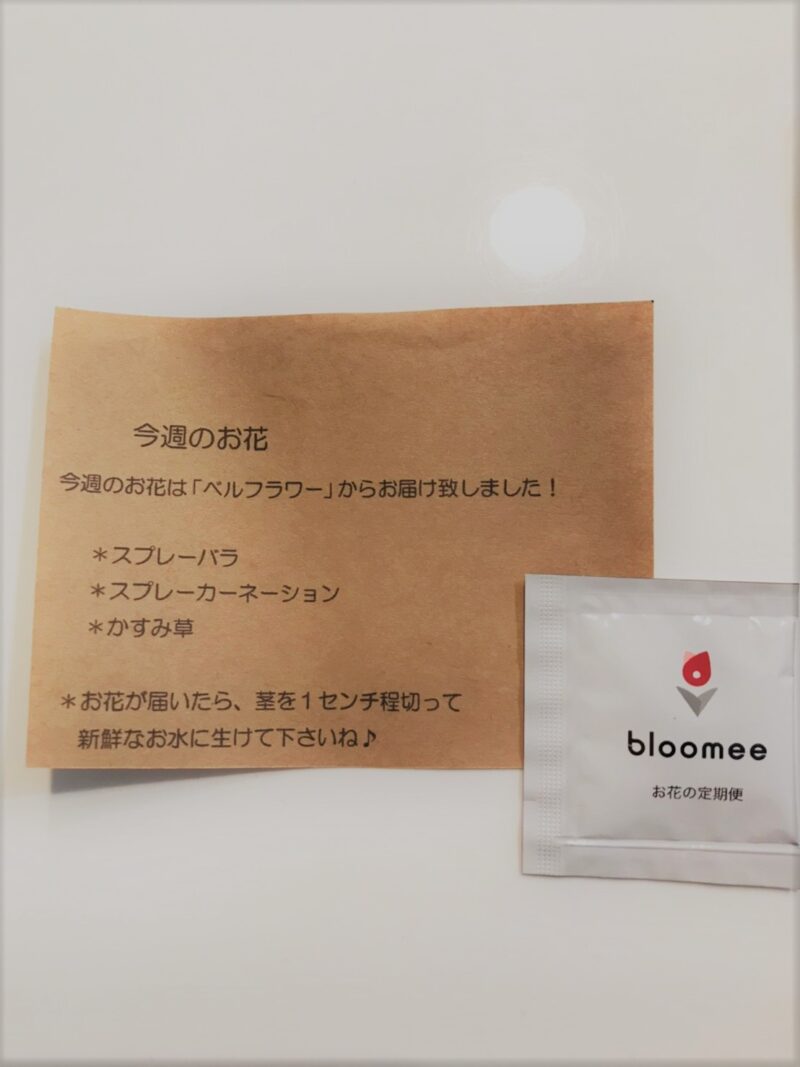 今週のお花
今週のお花は「ベルフラワー」からお届け致しました！
＊スプレーバラ
＊スプレーカーネーション
＊かすみ草
＊お花が届いたら、茎を１センチ程切って
新鮮なお水に生けて下さいね♪
bloomee
お花の定期便